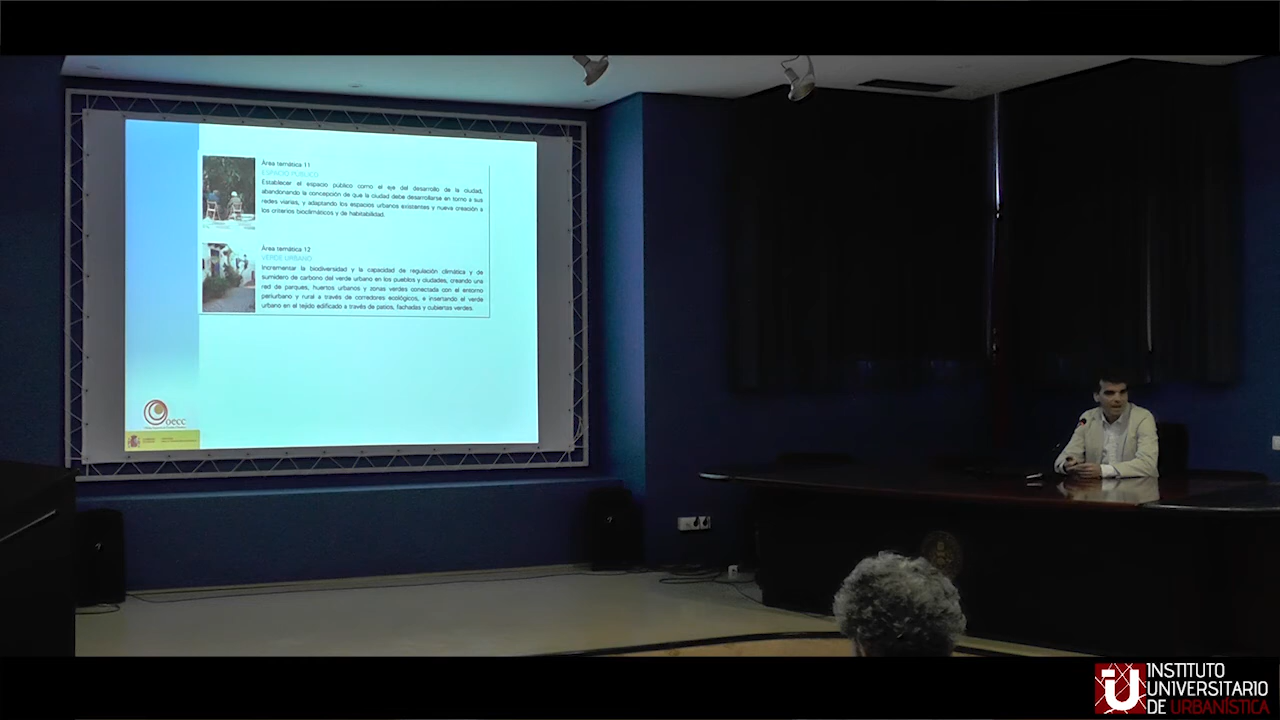 Área temática 11
ESPACIO PÚBLICO
Establecer el espacio público como el eje del desarrollo de la ciudad,
abandonando la concepción de que la ciudad debe desarrollarse en torno a sus
redes viarias, y adaptando los espacios urbanos existentes y nueva creación a
los criterios bioclimáticos y de habitabilidad.
Área temática 12
VERDE URBANO
Incrementar la biodiversidad y la capacidad de regulación climática y de
sumidero de carbono del verde urbano en los pueblos y ciudades, creando una
red de parques, huertos urbanos y zonas verdes conectada con el entorno
periurbano y rural a través de corredores ecológicos, e insertando el verde
urbano en el tejido edificado a través de patios, fachadas y cubiertas verdes.
oecc
INSTITUTO
UNIVERSITARIO
DE URBANÍSTICA